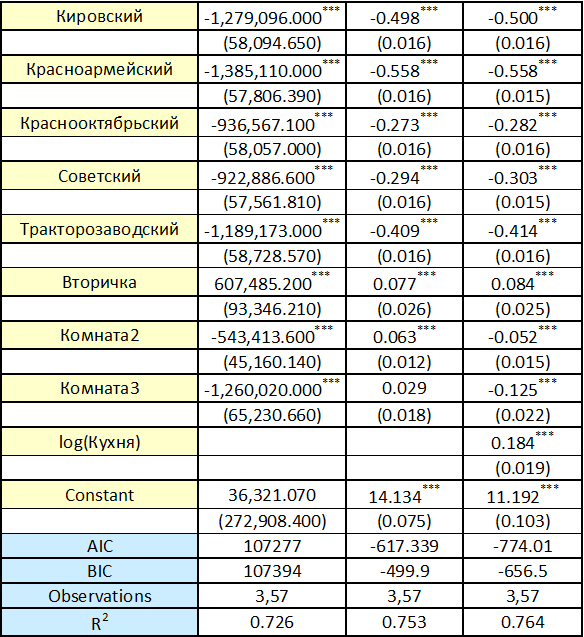 Кировский -1,279,096.000*** -0.498*** -0.500***
(58,094.650) (0.016) (0.016)
Красноармейский -1,385,110.000*** -0.558*** -0.558***
(57,806.390) (0.016) (0.015)
Краснооктябрьский -936,567.100*** -0.273*** -0.282***
(58,057.000) (0.016) (0.016)
Советский -922,886.600*** -0.294*** -0.303***
(57,561.810) (0.016) (0.015)
Тракторозаводский -1,189,173.000*** -0.409*** -0.414***
(58,728.570) (0.016) (0.016)
Вторичка 607,485.200*** 0.077*** 0.084***
(93,346.210) (0.026) (0.025)
Комната2 -543,413.600*** 0.063*** -0.052***
(45,160.140) (0.012) (0.015)
Комната3 -1,260,020.000*** 0.029 -0.125***
(65,230.660) (0.018) (0.022)
log(Кухня) 0.184***
(0.019)
Constant 36,321.070 14.134*** 11.192***
(272,908.400) (0.075) (0.103)
AIC 107277 -617.339 -774.01
BIC 107394 -499.9 -656.5
Observations 3,57 3,57 3,57
R² 0.726 0.753 0.764